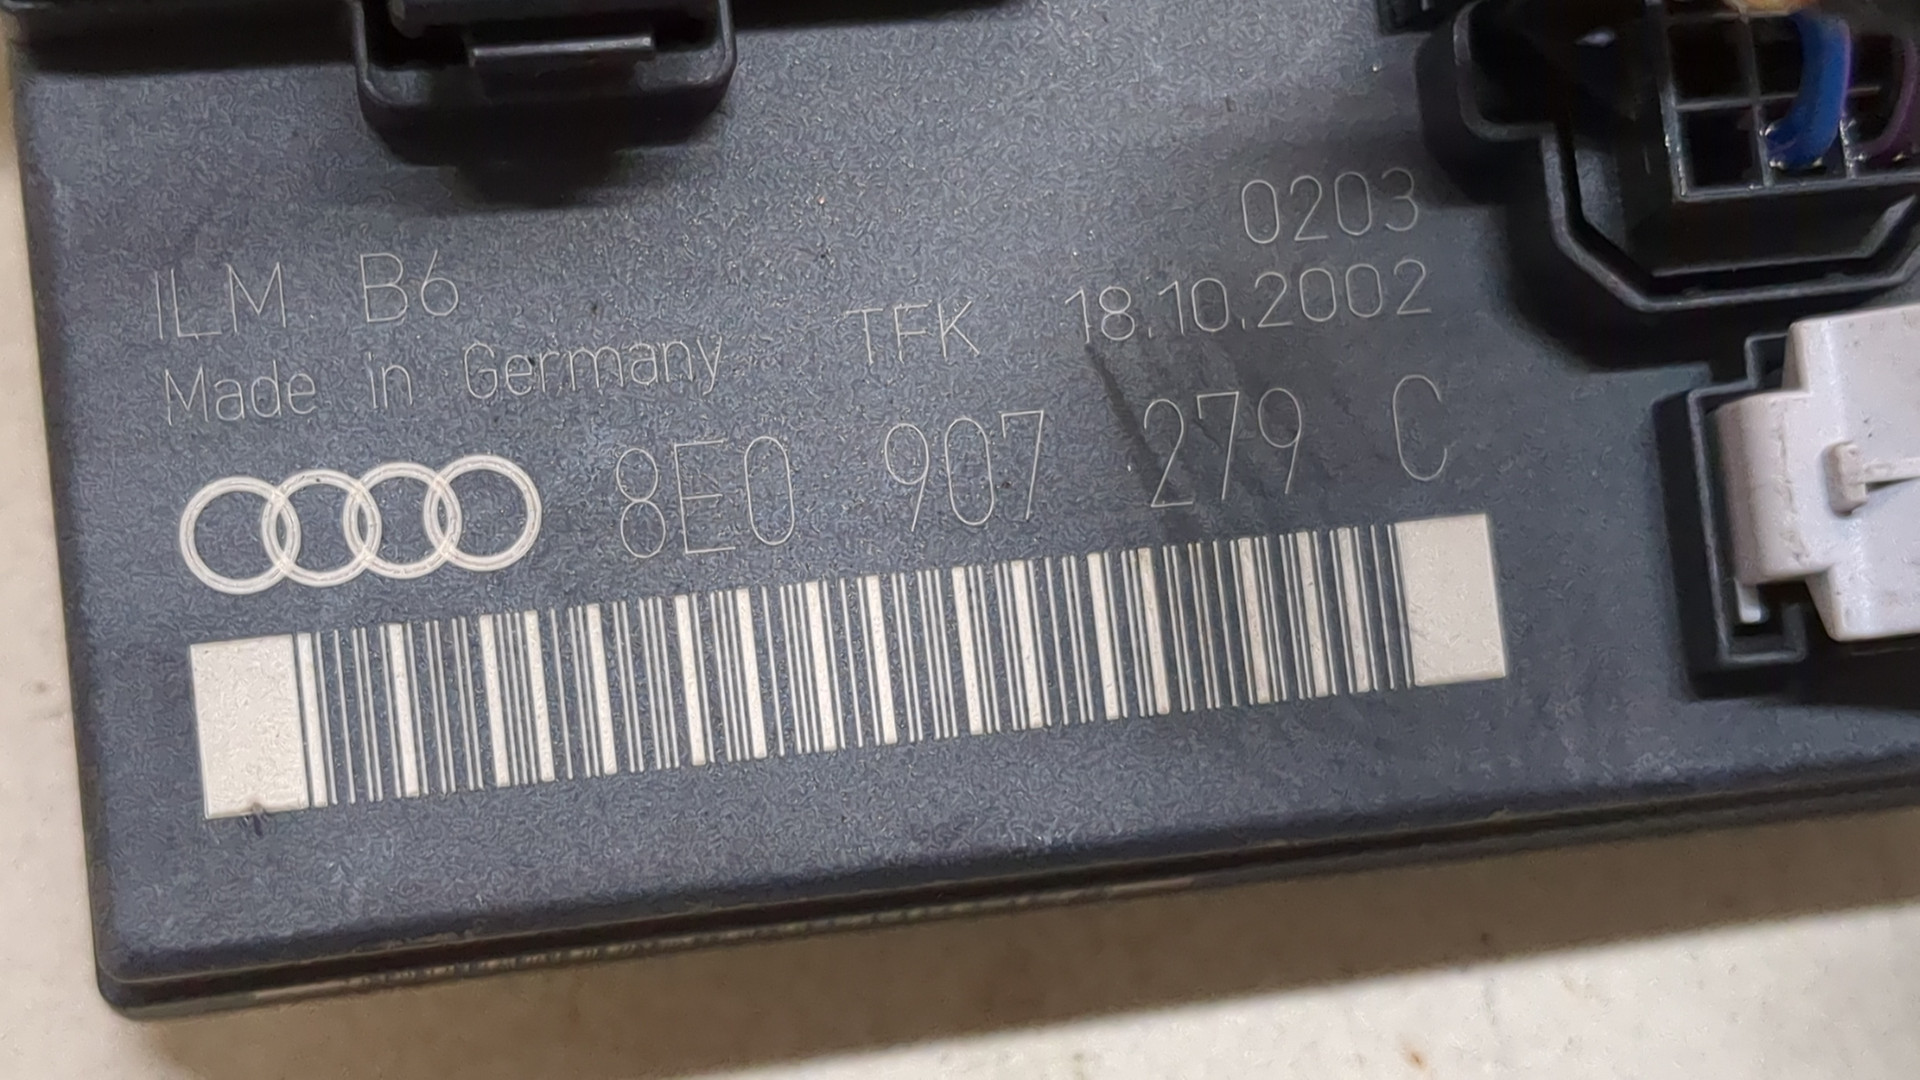 0203
ILM B6
Made in Germany TFK 18.10.2002
8E0 907 279 C